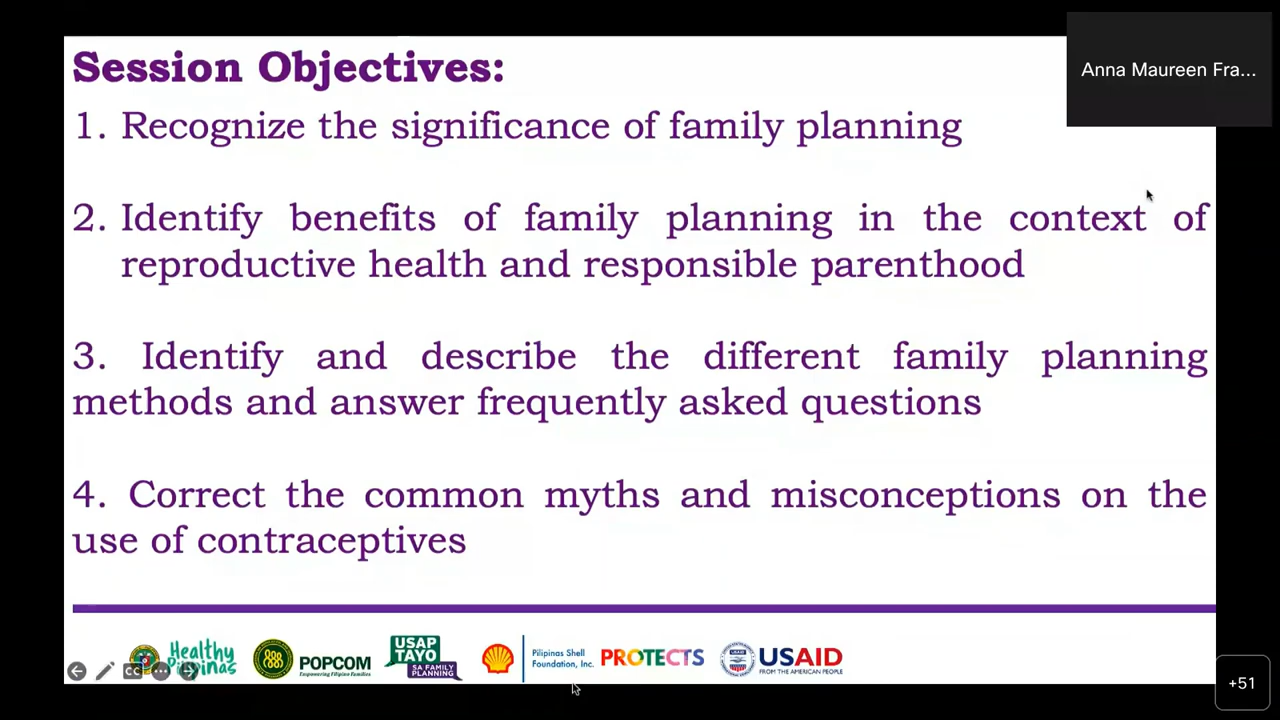 Session Objectives:
Anna Maureen Fra...
1. Recognize the significance of family planning
2. Identify benefits of family planning in the context of
reproductive health and responsible parenthood
3. Identify and describe the different family planning
methods and answer frequently asked questions
4. Correct the common myths and misconceptions on the
use of contraceptives
Healthy
Pilipinas
POPCOM
Empowering Filipino Families
USAP
TAYO
SA FAMILY
PLANNING
Pilipinas Shell
Foundation, Inc.
PROTECTS
USAID
FROM THE AMERICAN PEOPLE
CC
+51